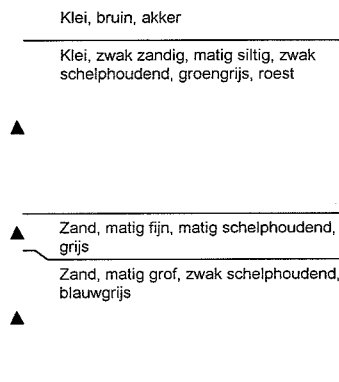 Klei, bruin, akker
Klei, zwak zandig, matig siltig, zwak
schelphoudend, groengrijs, roest
Zand, matig fijn, matig schelphoudend,
grijs
Zand, matig grof, zwak schelphoudend,
blauwgrijs